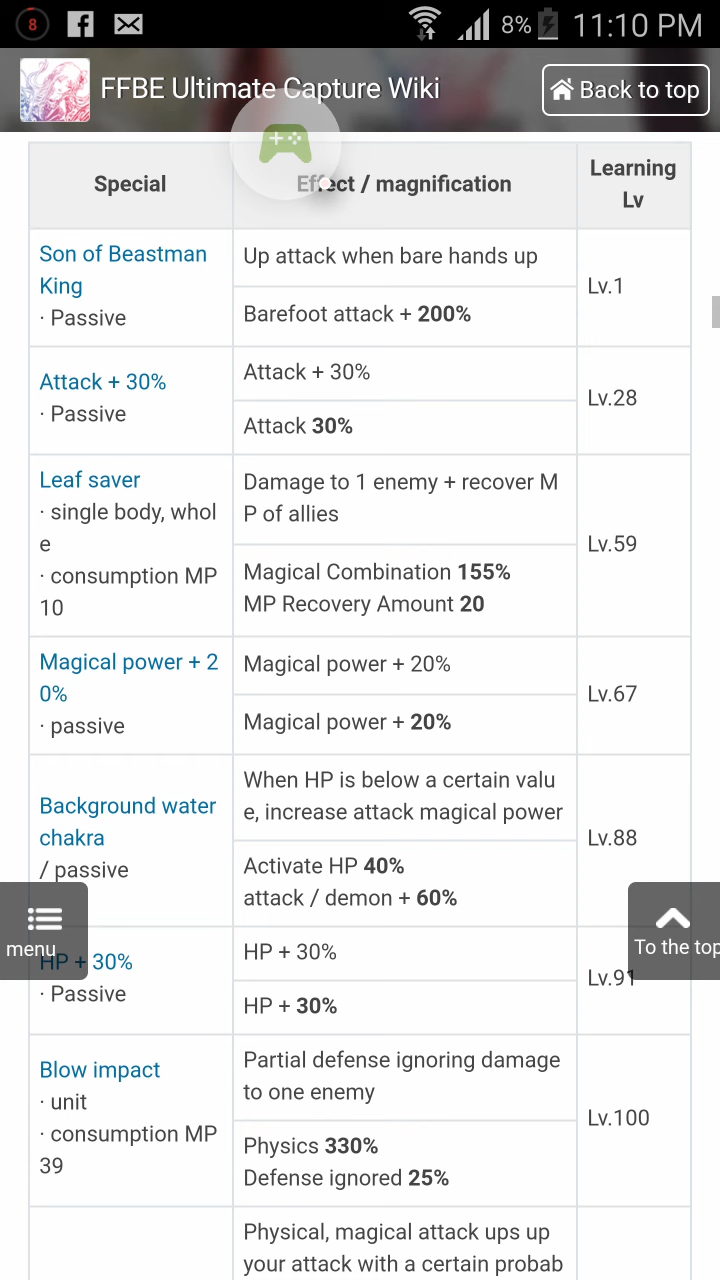 8
8%
11:10 PM
FFBE Ultimate Capture Wiki
Back to top
Special
Effect / magnification
Learning
Lv
Son of Beastman
King
· Passive
Up attack when bare hands up
Barefoot attack + 200%
Lv.1
Attack + 30%
· Passive
Attack + 30%
Attack 30%
Lv.28
Leaf saver
· single body, whol
e
· consumption MP
10
Damage to 1 enemy + recover M
P of allies
Magical Combination 155%
MP Recovery Amount 20
Lv.59
Magical power + 2
0%
· passive
Magical power + 20%
Magical power + 20%
Lv.67
Background water
chakra
/ passive
When HP is below a certain valu
e, increase attack magical power
Activate HP 40%
attack / demon + 60%
Lv.88
menu
To the top
HP + 30%
· Passive
HP + 30%
HP + 30%
Lv.91
Blow impact
· unit
· consumption MP
39
Partial defense ignoring damage
to one enemy
Physics 330%
Defense ignored 25%
Lv.100
Physical, magical attack ups up
your attack with a certain probab